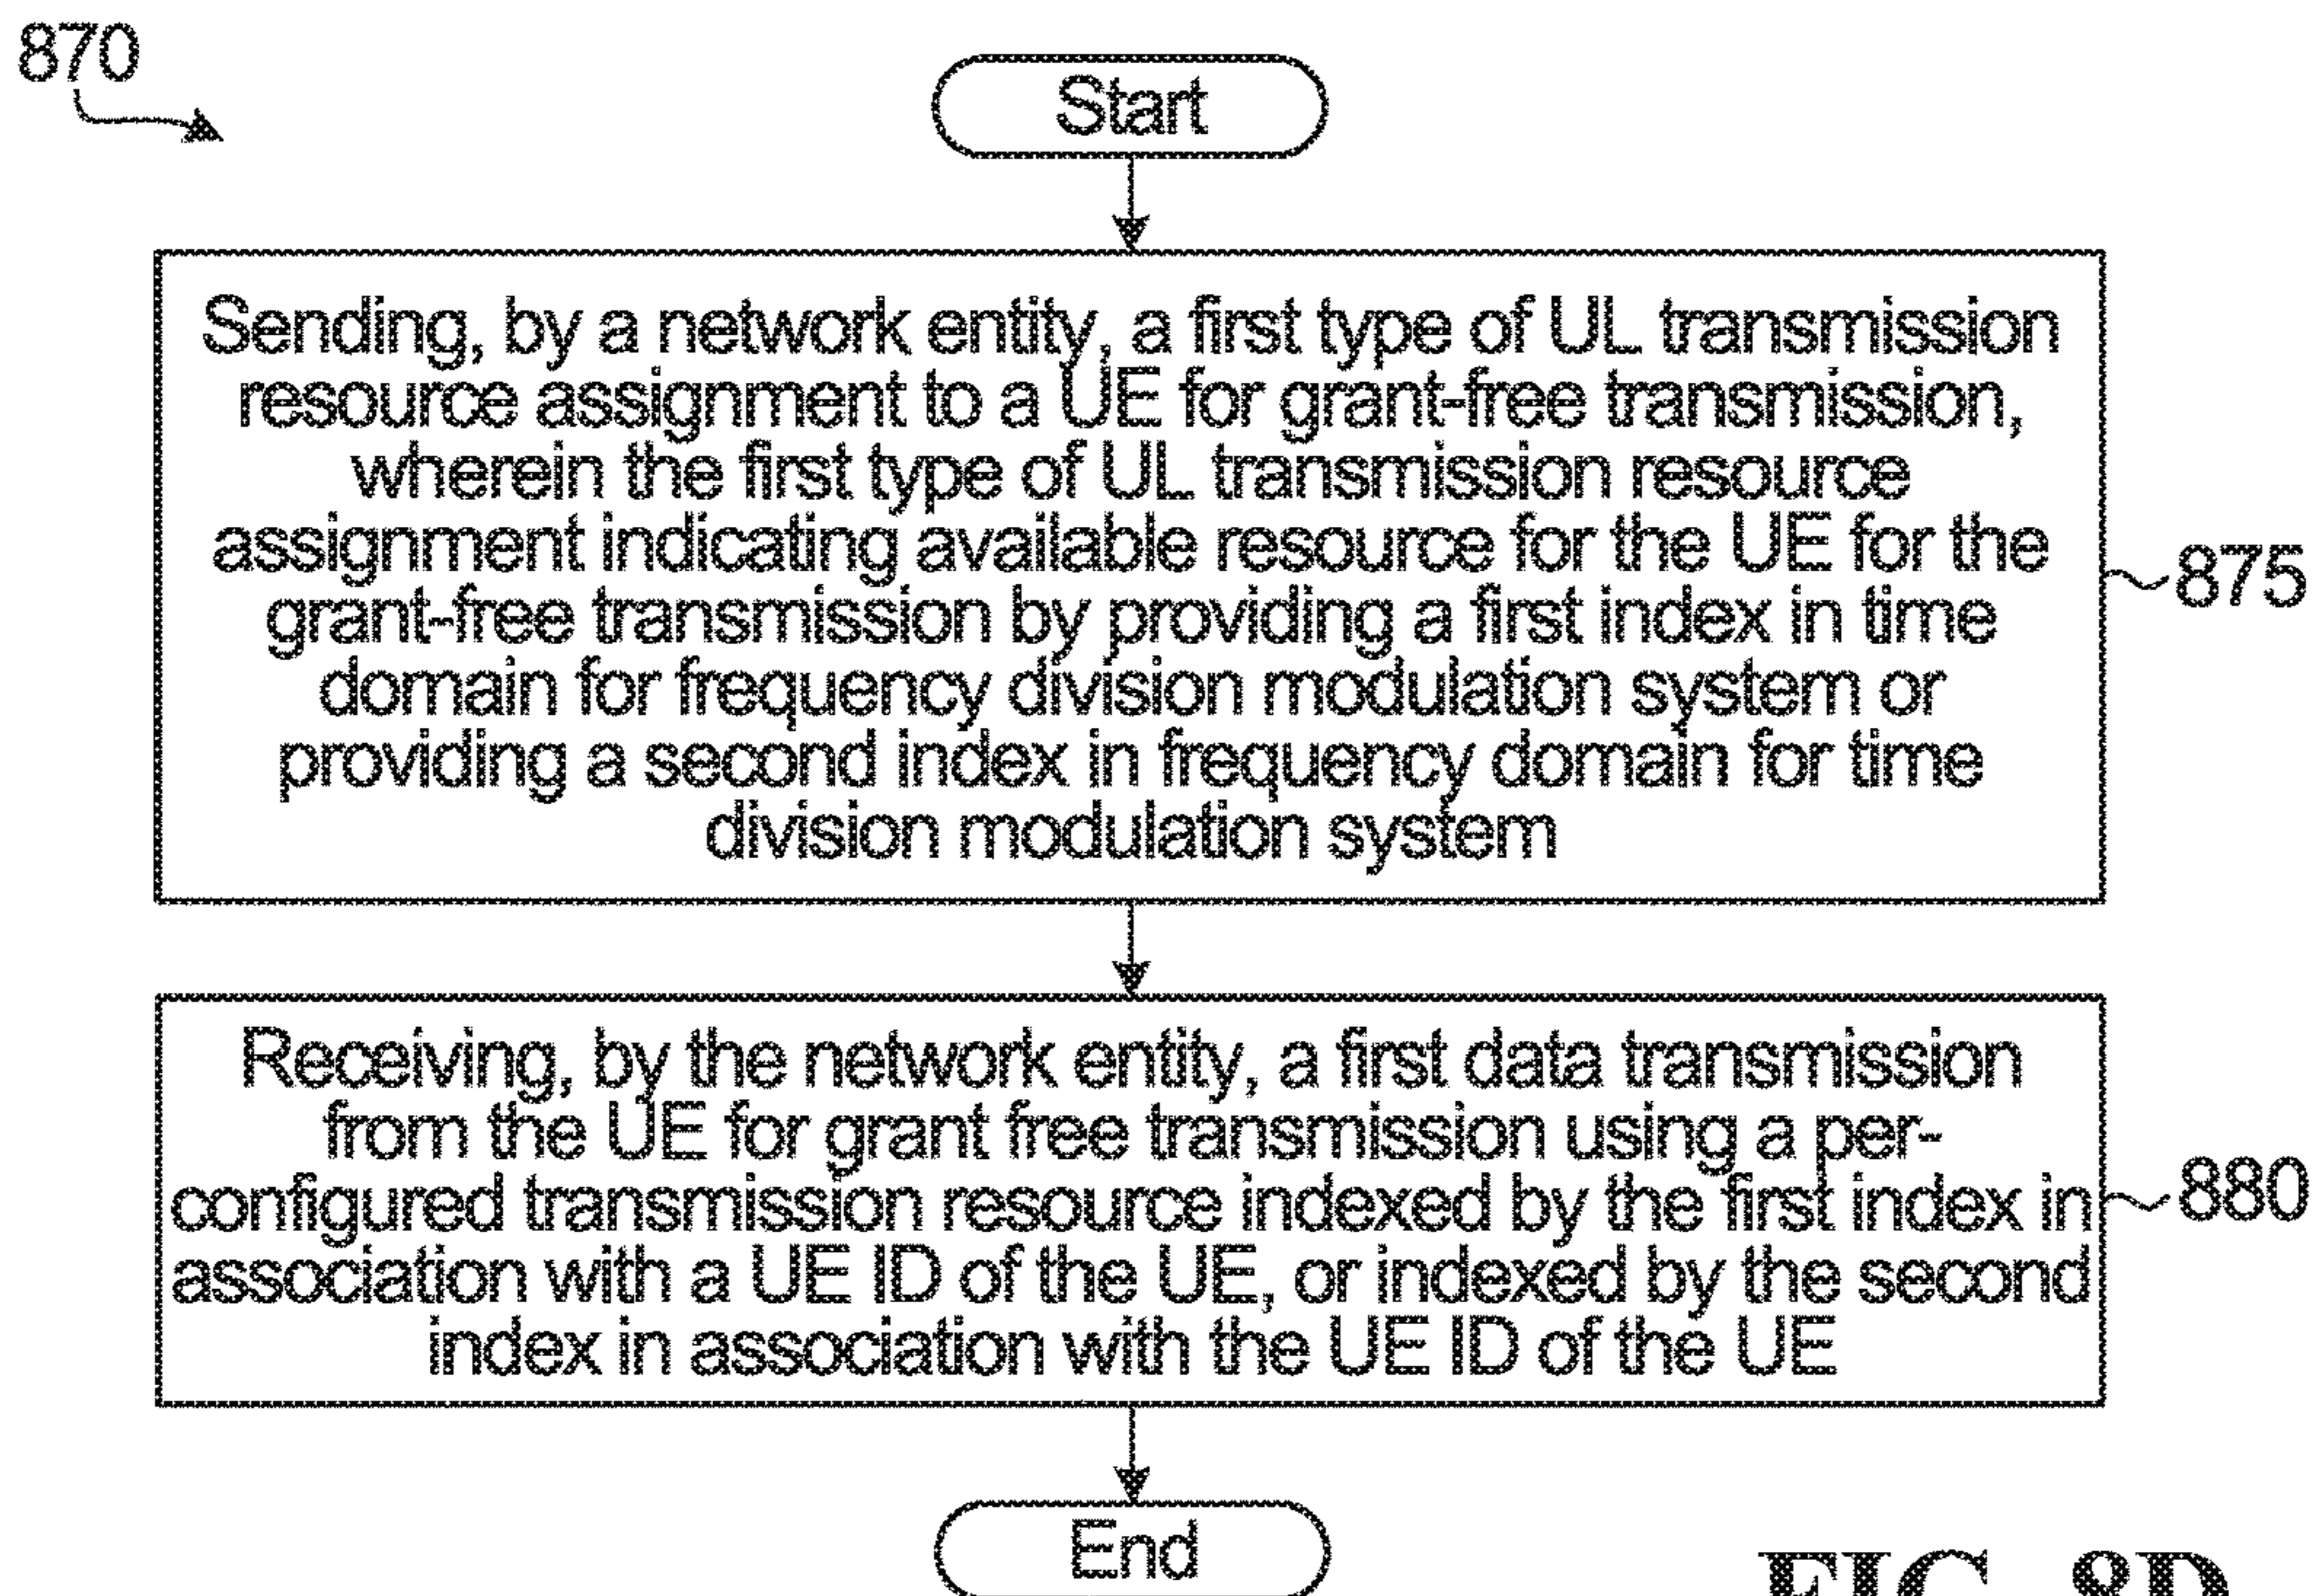 870
Start
Sending, by a network entity, a first type of UL transmission
resource assignment to a UE for grant-free transmission,
wherein the first type of UL transmission resource
assignment indicating available resource for the UE for the
grant-free transmission by providing a first index in time
domain for frequency division modulation system or
providing a second index in frequency domain for time
division modulation system
875
Receiving, by the network entity, a first data transmission
from the UE for grant free transmission using a per-
configured transmission resource indexed by the first index in
association with a UE ID of the UE, or indexed by the second
index in association with the UE ID of the UE
880
End
FIG. 8D